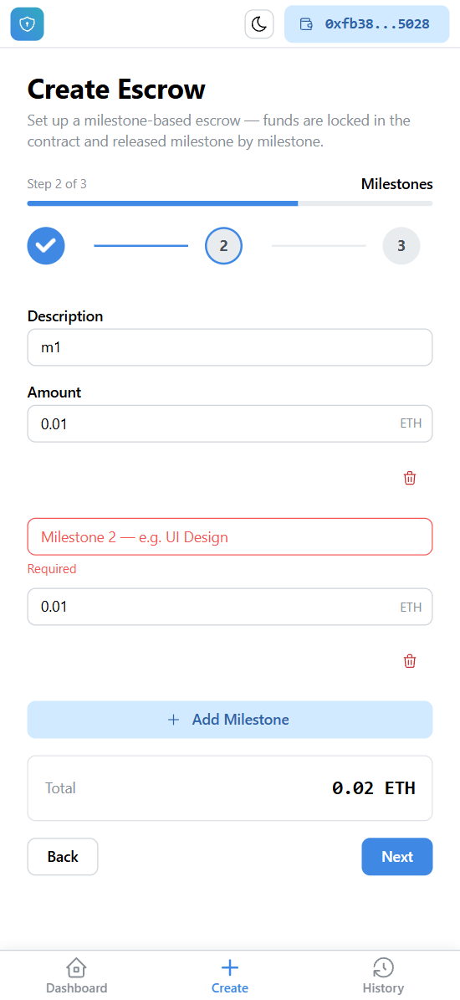 0xfb38...5028
Create Escrow
Set up a milestone-based escrow — funds are locked in the
contract and released milestone by milestone.
Step 2 of 3
Milestones
2
3
Description
m1
Amount
0.01 ETH
Milestone 2 — e.g. UI Design
Required
0.01 ETH
+ Add Milestone
Total 0.02 ETH
Back
Next
Dashboard
Create
History